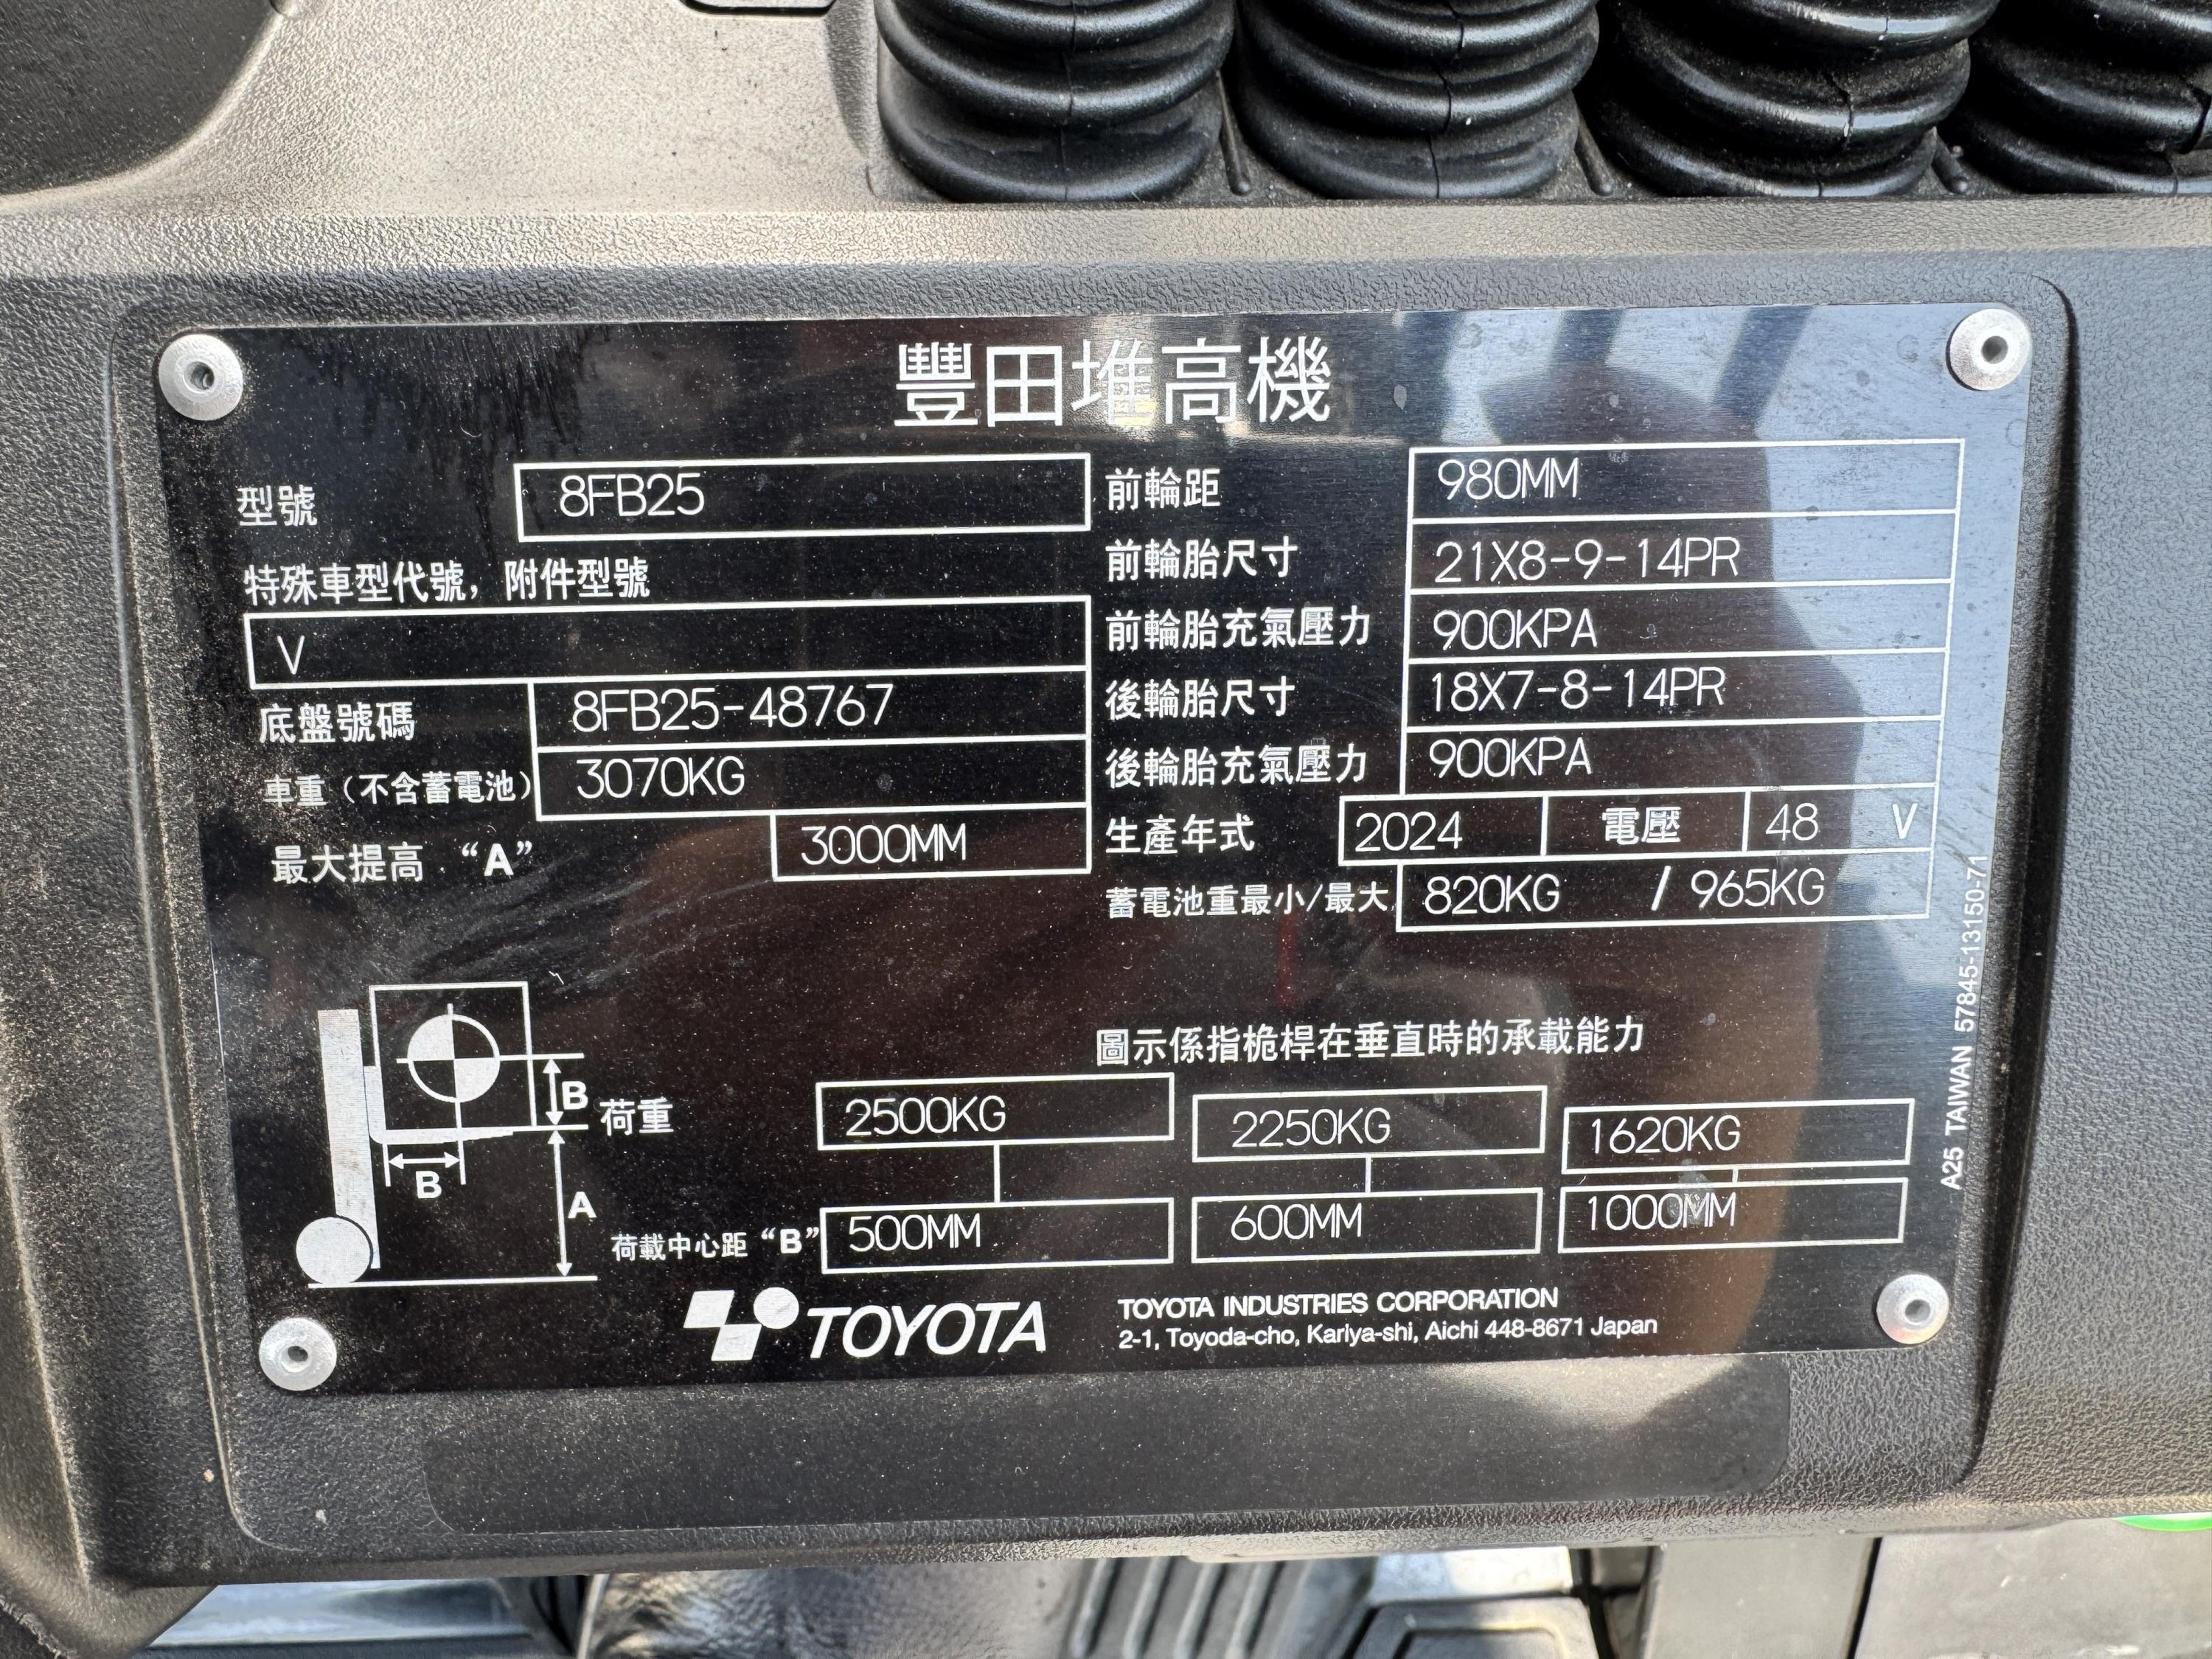 豐田堆高機
型號 8FB25
特殊車型代號，附件型號
V
底盤號碼 8FB25-48767
車重（不含蓄電池） 3070KG
最大提高 “A” 3000MM
前輪距 980MM
前輪胎尺寸 21X8-9-14PR
前輪胎充氣壓力 900KPA
後輪胎尺寸 18X7-8-14PR
後輪胎充氣壓力 900KPA
生產年式 2024 電壓 48 V
蓄電池重最小/最大 820KG / 965KG
圖示係指桅桿在垂直時的承載能力
B
B
A
荷重 2500KG 2250KG 1620KG
荷載中心距 “B” 500MM 600MM 1000MM
TOYOTA
TOYOTA INDUSTRIES CORPORATION
2-1, Toyoda-cho, Kariya-shi, Aichi 448-8671 Japan
A25 TAIWAN 57845-13150-71